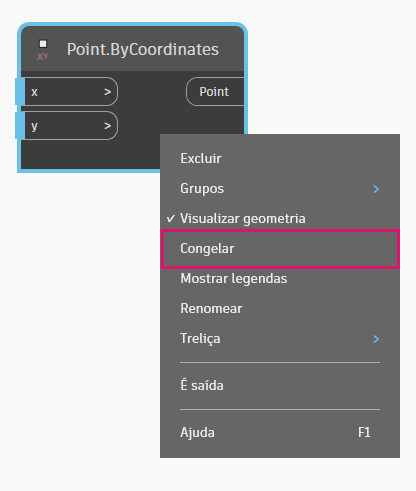 XY
Point.ByCoordinates
x >
Point
y >
Excluir
Grupos >
✓ Visualizar geometria
Congelar
Mostrar legendas
Renomear
Treliça >
É saída
Ajuda F1